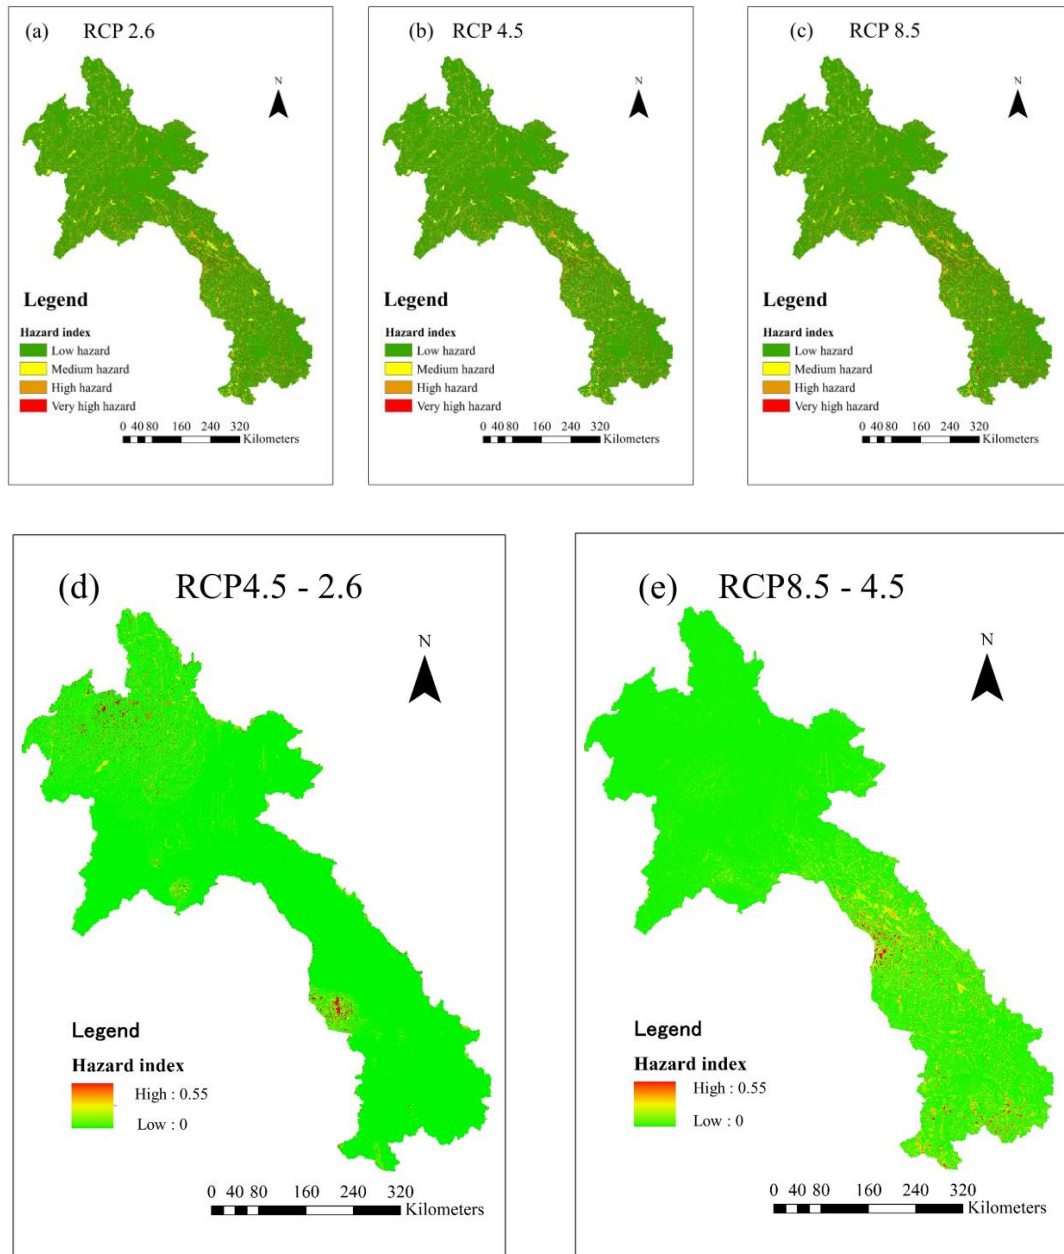 (a) RCP 2.6
N
Legend
Hazard index
Low hazard
Medium hazard
High hazard
Very high hazard
0 40 80 160 240 320
Kilometers
(b) RCP 4.5
N
Legend
Hazard index
Low hazard
Medium hazard
High hazard
Very high hazard
0 40 80 160 240 320
Kilometers
(c) RCP 8.5
N
Legend
Hazard index
Low hazard
Medium hazard
High hazard
Very high hazard
0 40 80 160 240 320
Kilometers
(d) RCP4.5 - 2.6
N
Legend
Hazard index
High : 0.55
Low : 0
0 40 80 160 240 320
Kilometers
(e) RCP8.5 - 4.5
N
Legend
Hazard index
High : 0.55
Low : 0
0 40 80 160 240 320
Kilometers